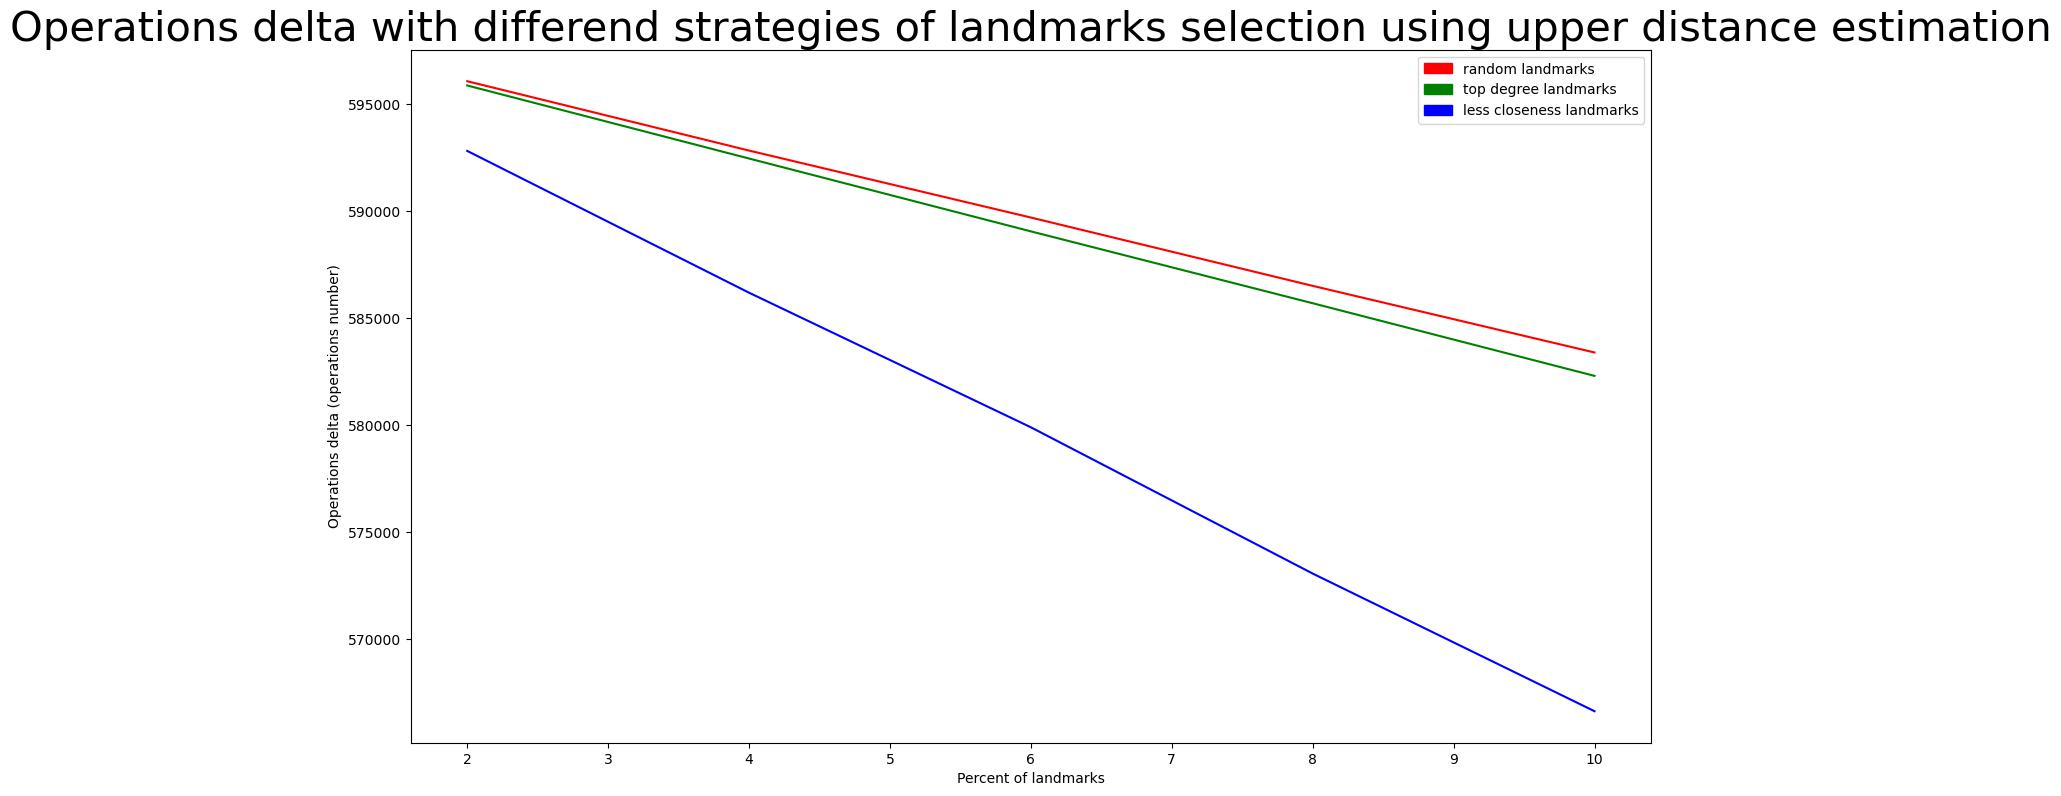 Operations delta with differend strategies of landmarks selection using upper distance estimation
random landmarks
top degree landmarks
less closeness landmarks
Operations delta (operations number)
595000
590000
585000
580000
575000
570000
2 3 4 5 6 7 8 9 10
Percent of landmarks